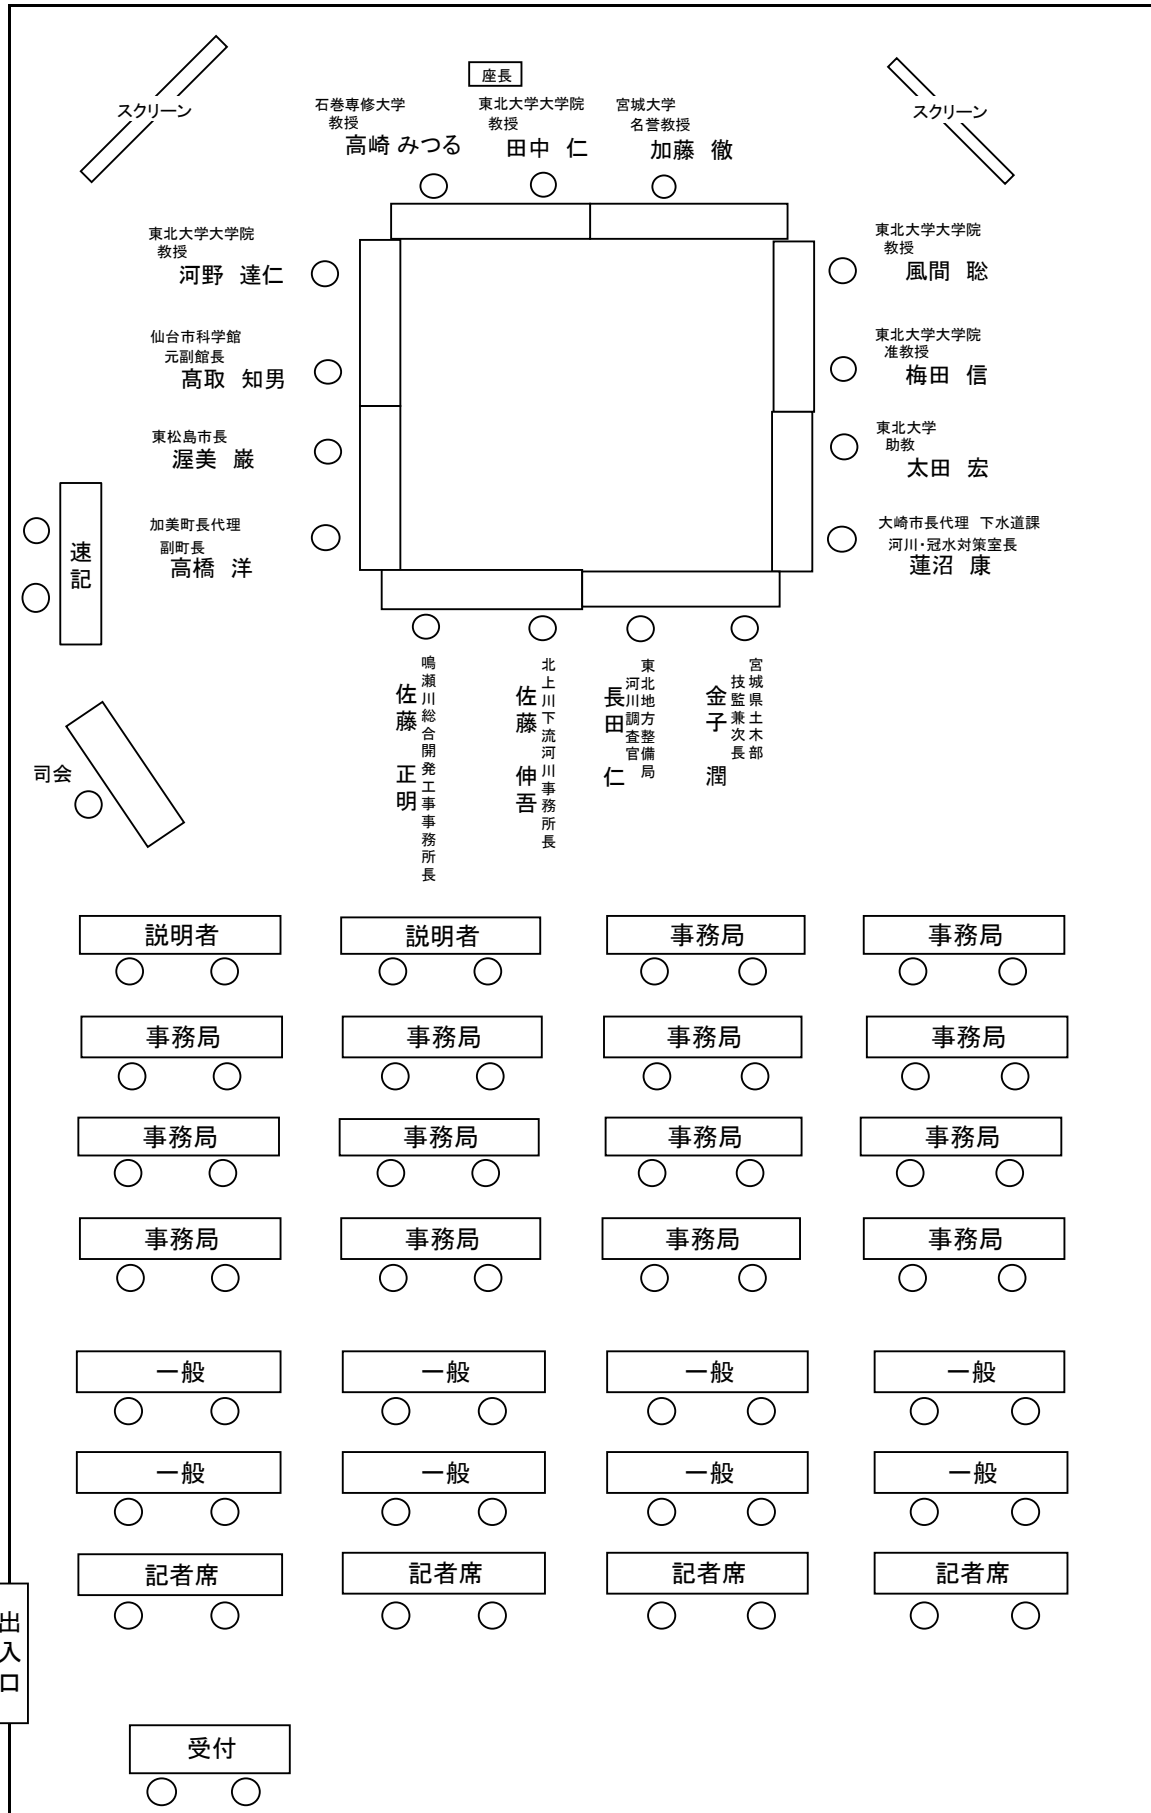 座長
スクリーン
スクリーン
石巻専修大学
教授
高崎 みつる
東北大学大学院
教授
田中 仁
宮城大学
名誉教授
加藤 徹
東北大学大学院
教授
河野 達仁
仙台市科学館
元副館長
髙取 知男
東松島市長
渥美 巌
加美町長代理
副町長
高橋 洋
東北大学大学院
教授
風間 聡
東北大学大学院
准教授
梅田 信
東北大学
助教
太田 宏
大崎市長代理 下水道課
河川・冠水対策室長
蓮沼 康
速記
司会
鳴瀬川総合開発工事事務所長
佐藤 正明
北上川下流河川事務所長
佐藤 伸吾
東北地方整備局
河川調査官
長田 仁
宮城県土木部
技監兼次長
金子 潤
説明者 説明者 事務局 事務局
事務局 事務局 事務局 事務局
事務局 事務局 事務局 事務局
事務局 事務局 事務局 事務局
一般 一般 一般 一般
一般 一般 一般 一般
記者席 記者席 記者席 記者席
出入口
受付